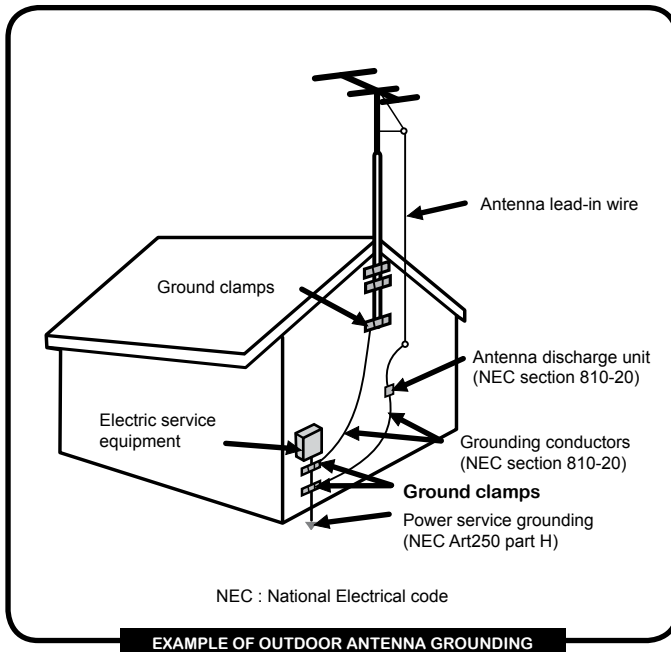 Antenna lead-in wire
Ground clamps
Antenna discharge unit
(NEC section 810-20)
Electric service
equipment
Grounding conductors
(NEC section 810-20)
Ground clamps
Power service grounding
(NEC Art250 part H)
NEC : National Electrical code
EXAMPLE OF OUTDOOR ANTENNA GROUNDING